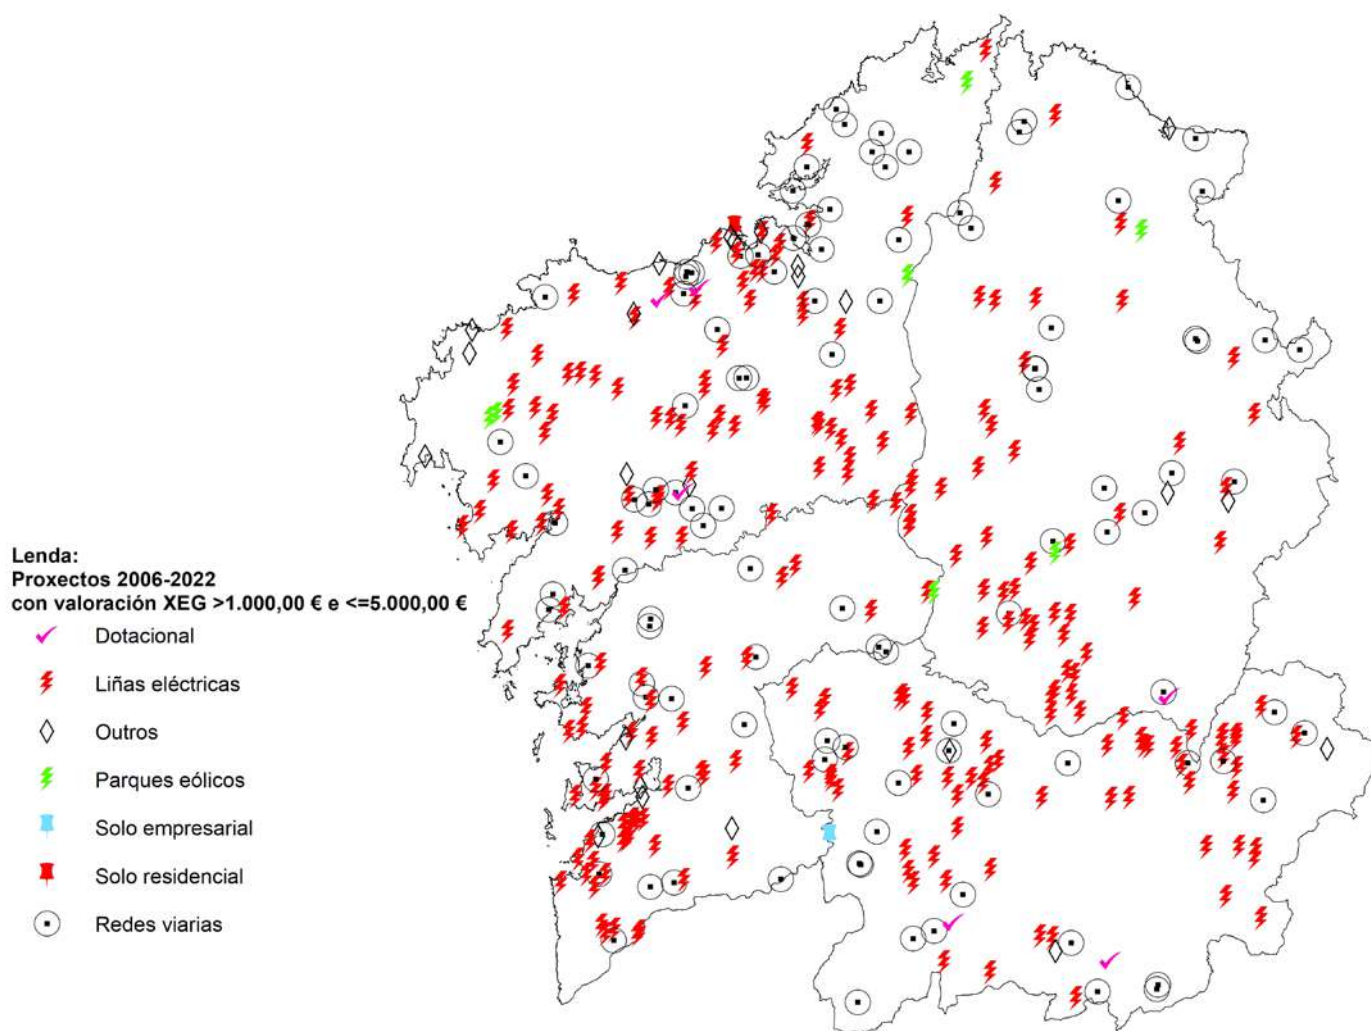 Lenda:
Proxectos 2006-2022
con valoración XEG >1.000,00 € e <=5.000,00 €
Dotacional
Liñas eléctricas
Outros
Parques eólicos
Solo empresarial
Solo residencial
Redes viarias